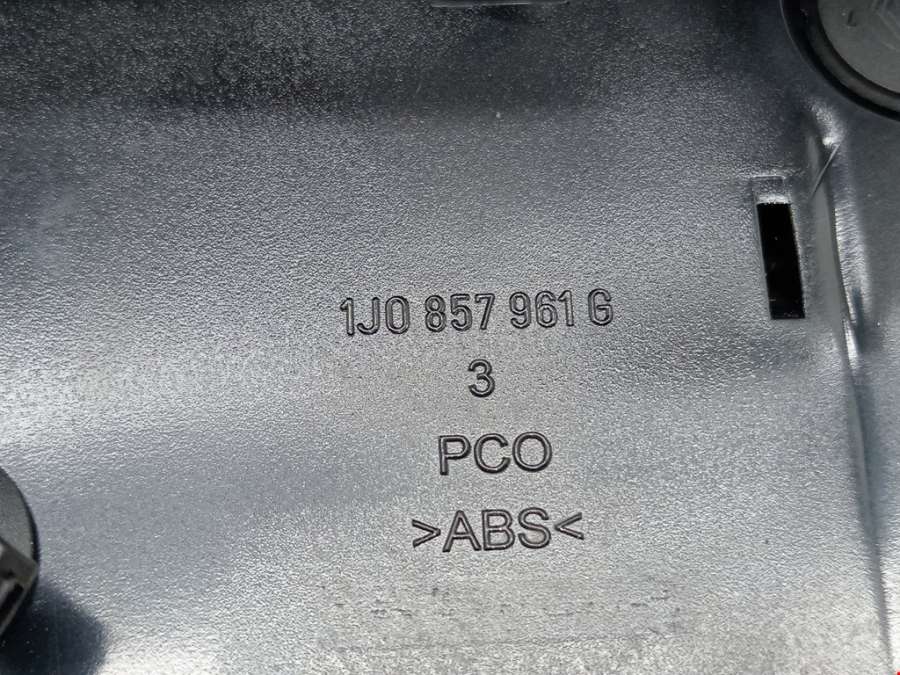 1J0 857 961 G
3
PCO
>ABS<